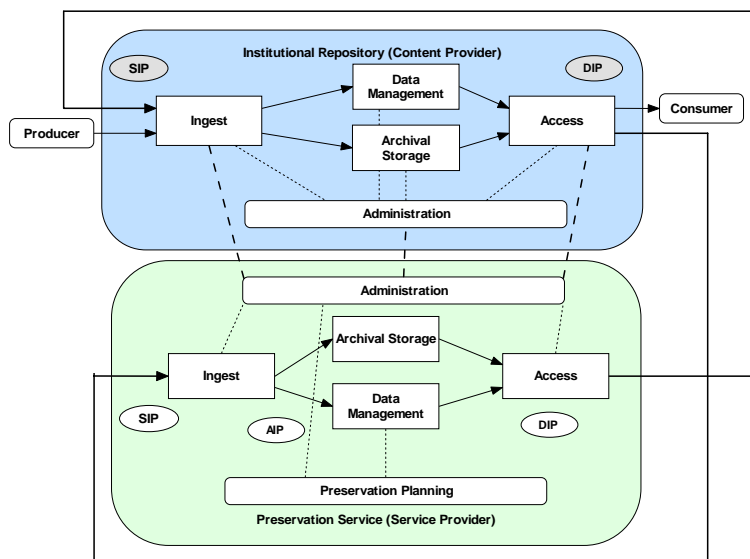 Institutional Repository (Content Provider)
SIP
DIP
Data
Management
Ingest
Access
Consumer
Producer
Archival
Storage
Administration
Administration
Archival Storage
Ingest
Access
Data
Management
SIP
AIP
DIP
Preservation Planning
Preservation Service (Service Provider)